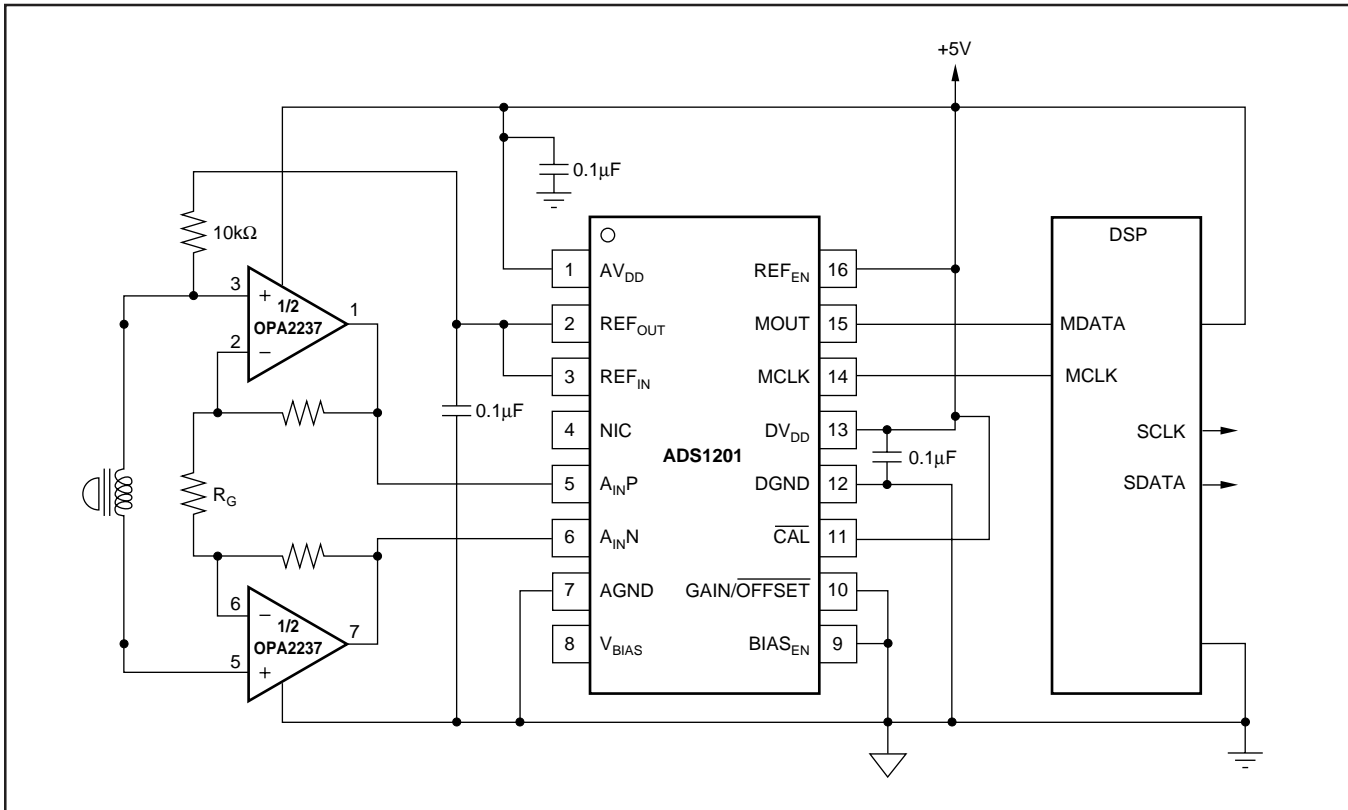 +5V
0.1µF
10kΩ
3
+
1/2
OPA2237
1
2
−
R_G
6
−
1/2
OPA2237
7
5
+
0.1µF
1
AV_DD
2
REF_OUT
3
REF_IN
4
NIC
5
A_INP
6
A_INN
7
AGND
8
V_BIAS
ADS1201
REF_EN
16
MOUT
15
MCLK
14
DV_DD
13
DGND
12
CAL
11
GAIN/OFFSET
10
BIAS_EN
9
0.1µF
DSP
MDATA
MCLK
SCLK
SDATA